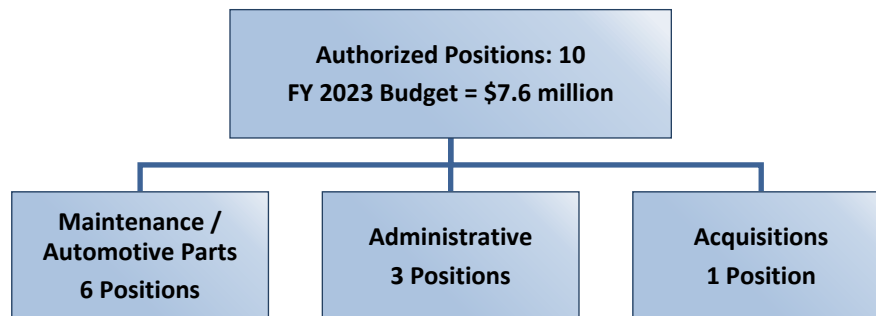 Authorized Positions: 10
FY 2023 Budget = $7.6 million
Maintenance /
Automotive Parts
6 Positions
Administrative
3 Positions
Acquisitions
1 Position